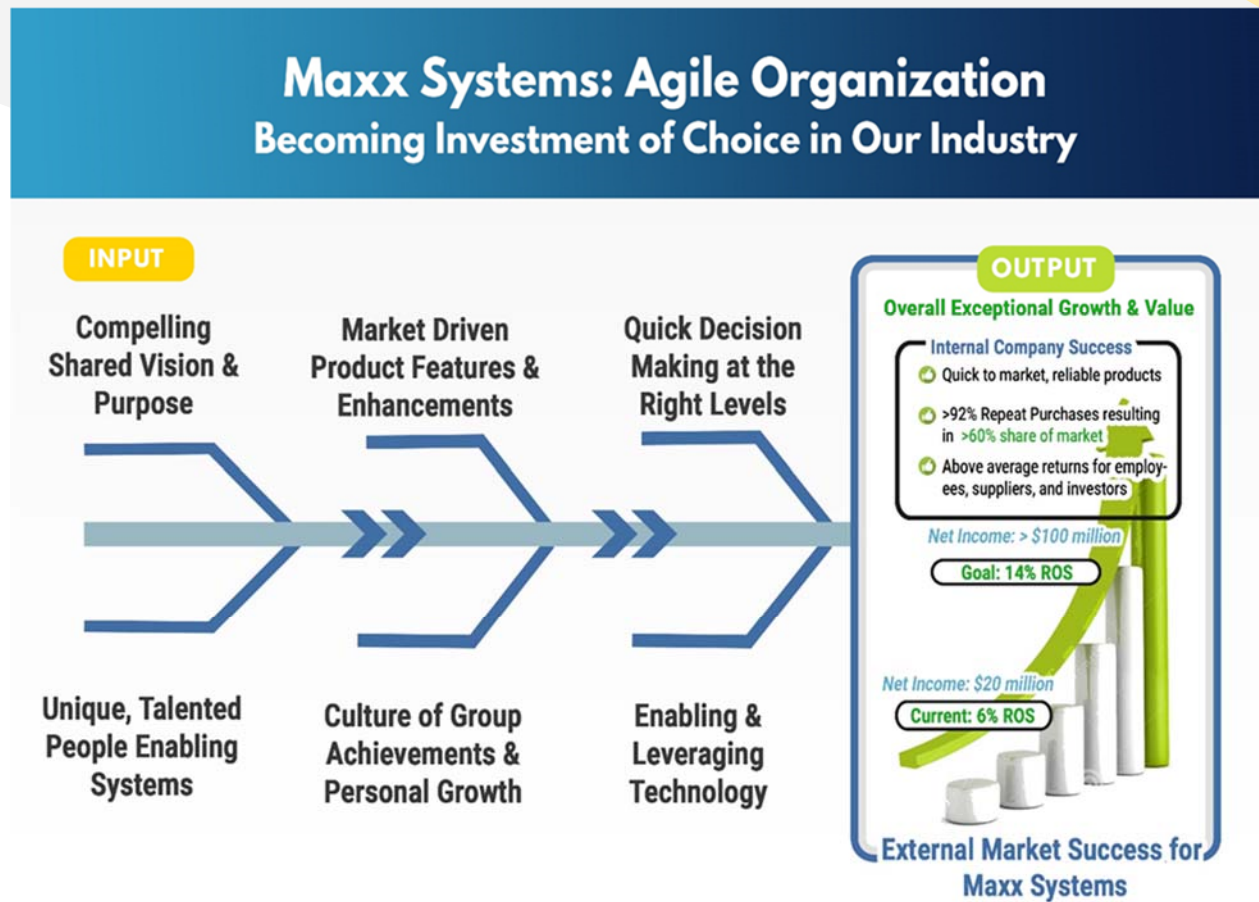 Maxx Systems: Agile Organization
Becoming Investment of Choice in Our Industry
INPUT
Compelling
Shared Vision &
Purpose
Market Driven
Product Features &
Enhancements
Quick Decision
Making at the
Right Levels
Unique, Talented
People Enabling
Systems
Culture of Group
Achievements &
Personal Growth
Enabling &
Leveraging
Technology
OUTPUT
Overall Exceptional Growth & Value
Internal Company Success
Quick to market, reliable products
>92% Repeat Purchases resulting
in >60% share of market
Above average returns for employ-
ees, suppliers, and investors
Net Income: > $100 million
Goal: 14% ROS
Net Income: $20 million
Current: 6% ROS
External Market Success for
Maxx Systems